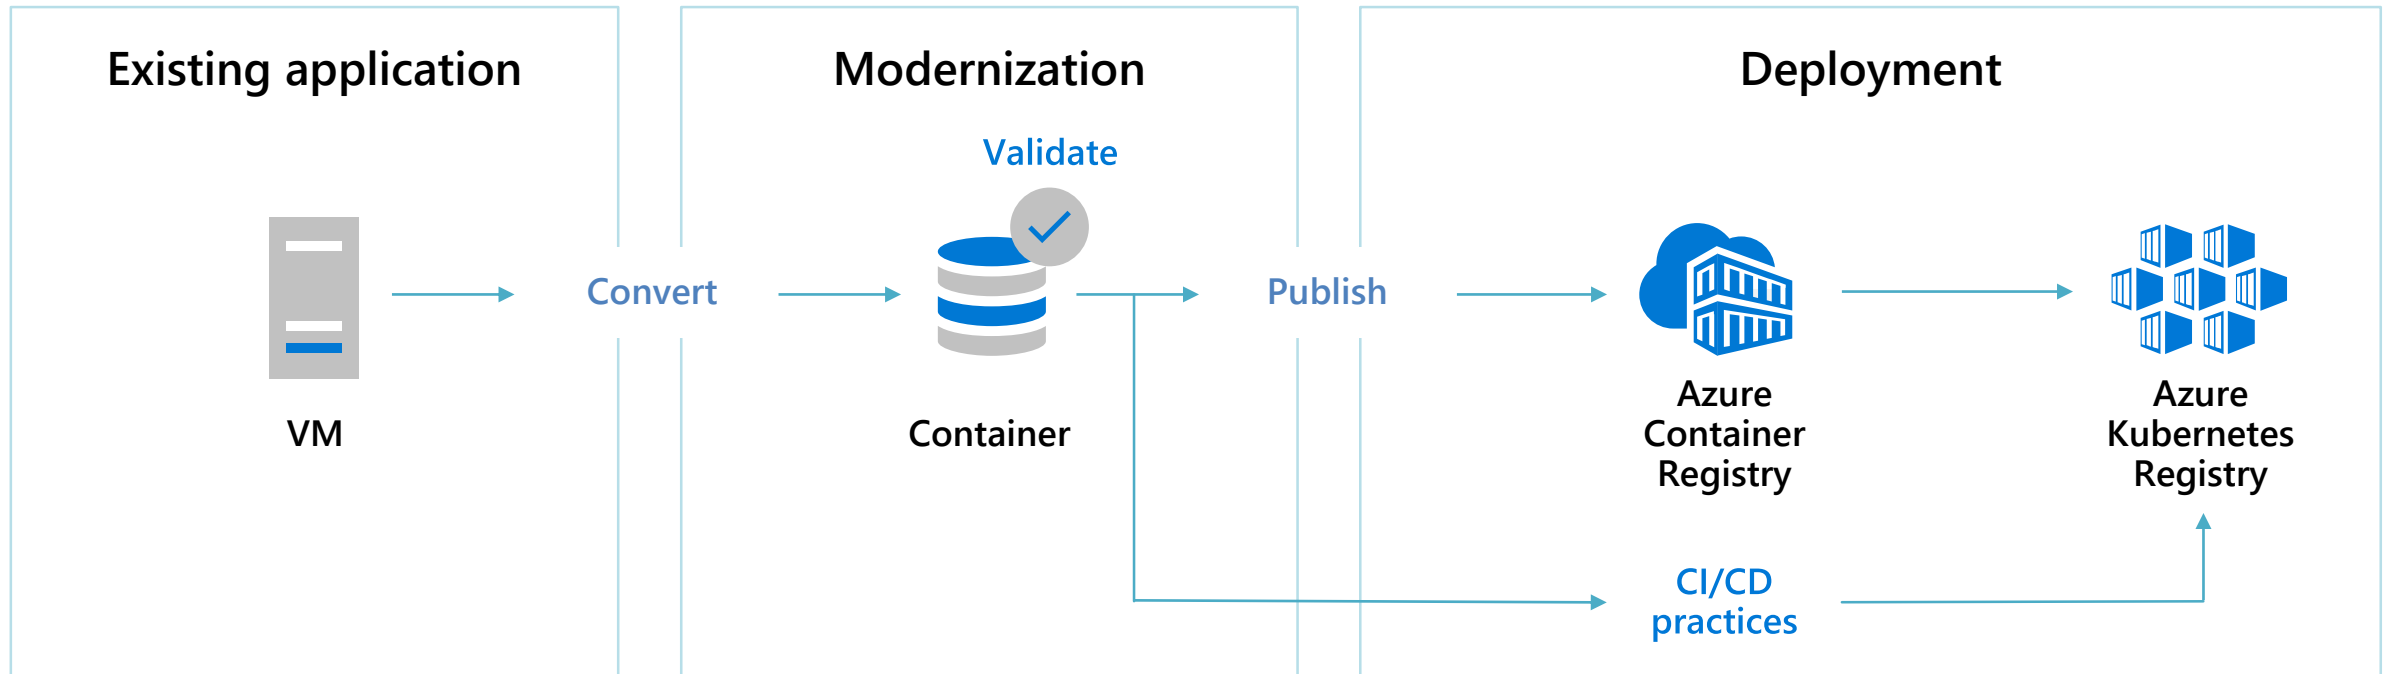 Existing application
Modernization
Deployment
Validate
Convert
Publish
VM
Container
Azure
Container
Registry
Azure
Kubernetes
Registry
CI/CD
practices